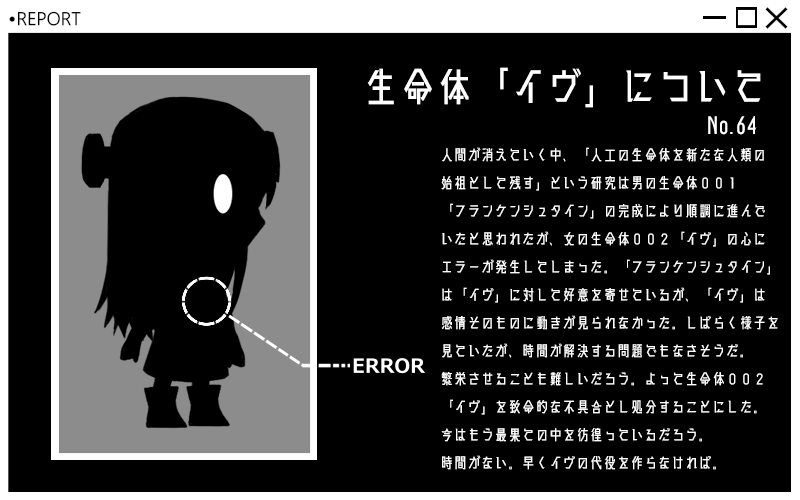 •REPORT
生命体「イヴ」について
No.64
人間が消えていく中、「人工の生命体を新たな人類の
始祖として残す」という研究は男の生命体001
「フランケンシュタイン」の完成により順調に進んで
いたと思われたが、女の生命体002「イヴ」の心に
エラーが発生してしまった。「フランケンシュタイン」
は「イヴ」に対して好意を寄せているが、「イヴ」は
感情そのものに動きが見られなかった。しばらく様子を
見ていたが、時間が解決する問題でもなさそうだ。
繁栄させることも難しいだろう。よって生命体002
「イヴ」を致命的な不具合とし処分することにした。
今はもう最果ての中を彷徨っているだろう。
時間がない。早くイヴの代役を作らなければ。
ERROR